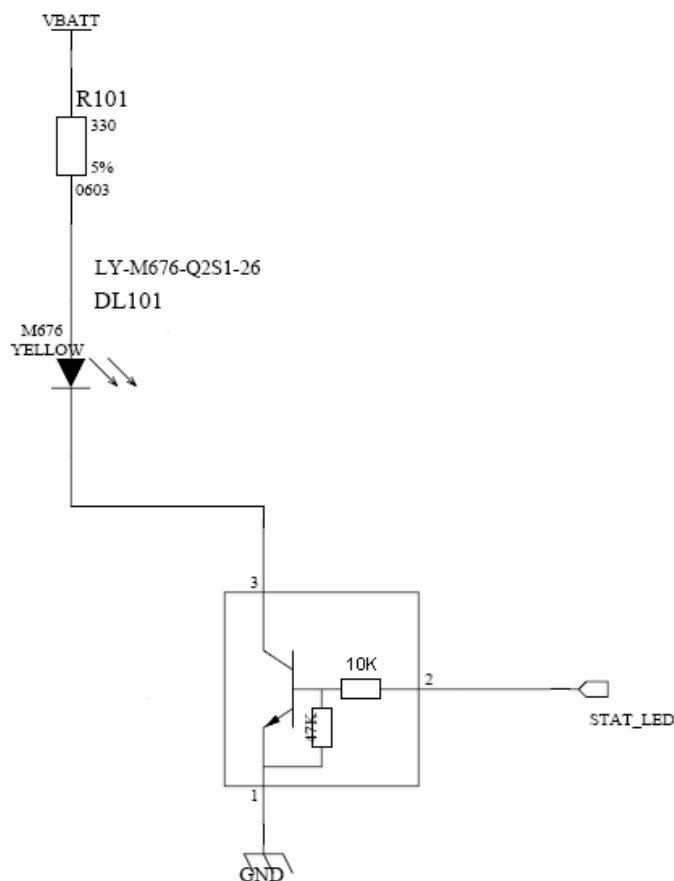 VBATT
R101
330
5%
0603
LY-M676-Q2S1-26
DL101
M676
YELLOW
3
10K
2
47K
STAT_LED
1
GND